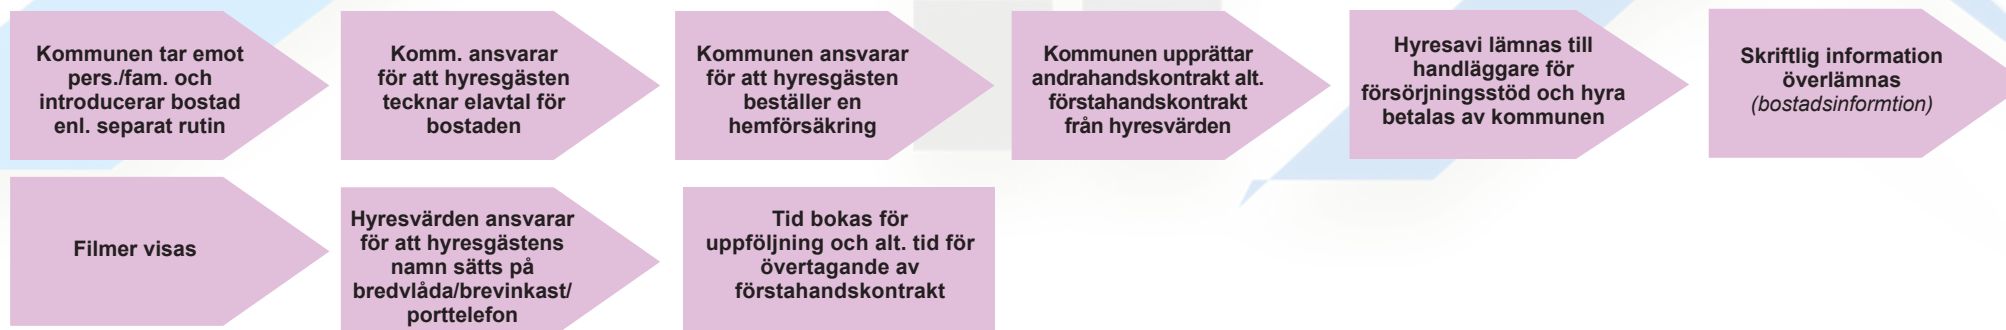 Kommunen tar emot
pers./fam. och
introducerar bostad
enl. separat rutin
Komm. ansvarar
för att hyresgästen
tecknar elavtal för
bostaden
Kommunen ansvarar
för att hyresgästen
beställer en
hemförsäkring
Kommunen upprättar
andrahandskontrakt alt.
förstahandskontrakt
från hyresvärden
Hyresavi lämnas till
handläggare för
försörjningsstöd och hyra
betalas av kommunen
Skriftlig information
överlämnas
(bostadsinformtion)
Filmer visas
Hyresvärden ansvarar
för att hyresgästens
namn sätts på
bredvlåda/brevinkast/
porttelefon
Tid bokas för
uppföljning och alt. tid för
övertagande av
förstahandskontrakt